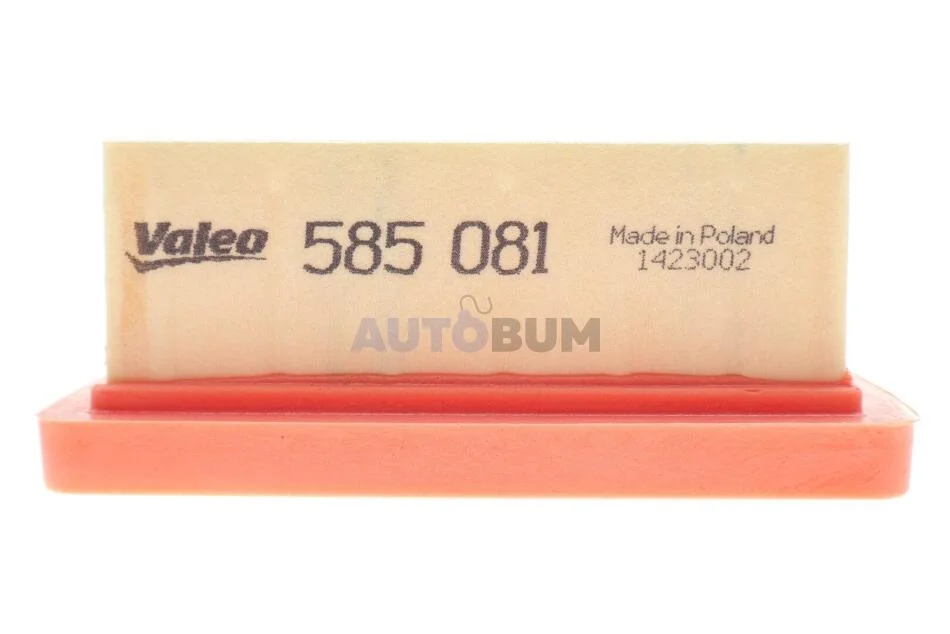 Valeo 585 081 Made in Poland
1423002
AUTOBUM